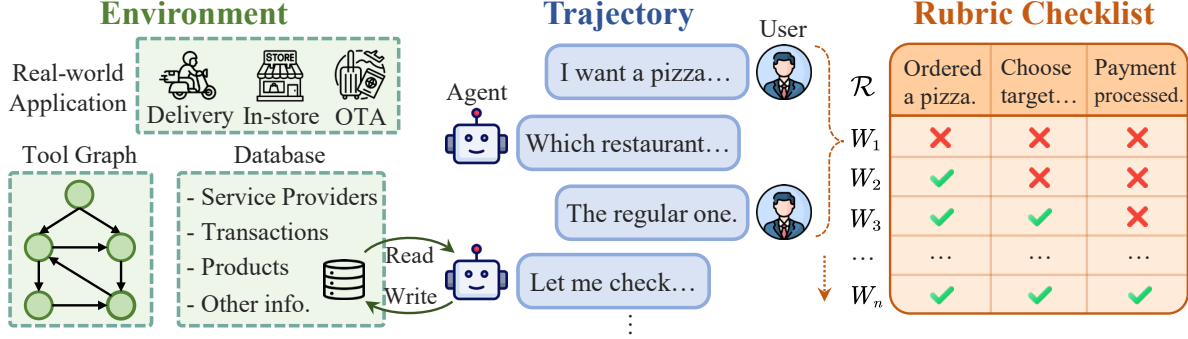 Environment
Real-world
Application
STORE
Delivery In-store OTA
Tool Graph
Database
- Service Providers
- Transactions
- Products
- Other info.
Read
Write
Trajectory
User
I want a pizza…
Agent
Which restaurant…
The regular one.
Let me check…
⋮
Rubric Checklist
R
Ordered
a pizza.
Choose
target…
Payment
processed.
W1
W2
W3
… … … …
Wn